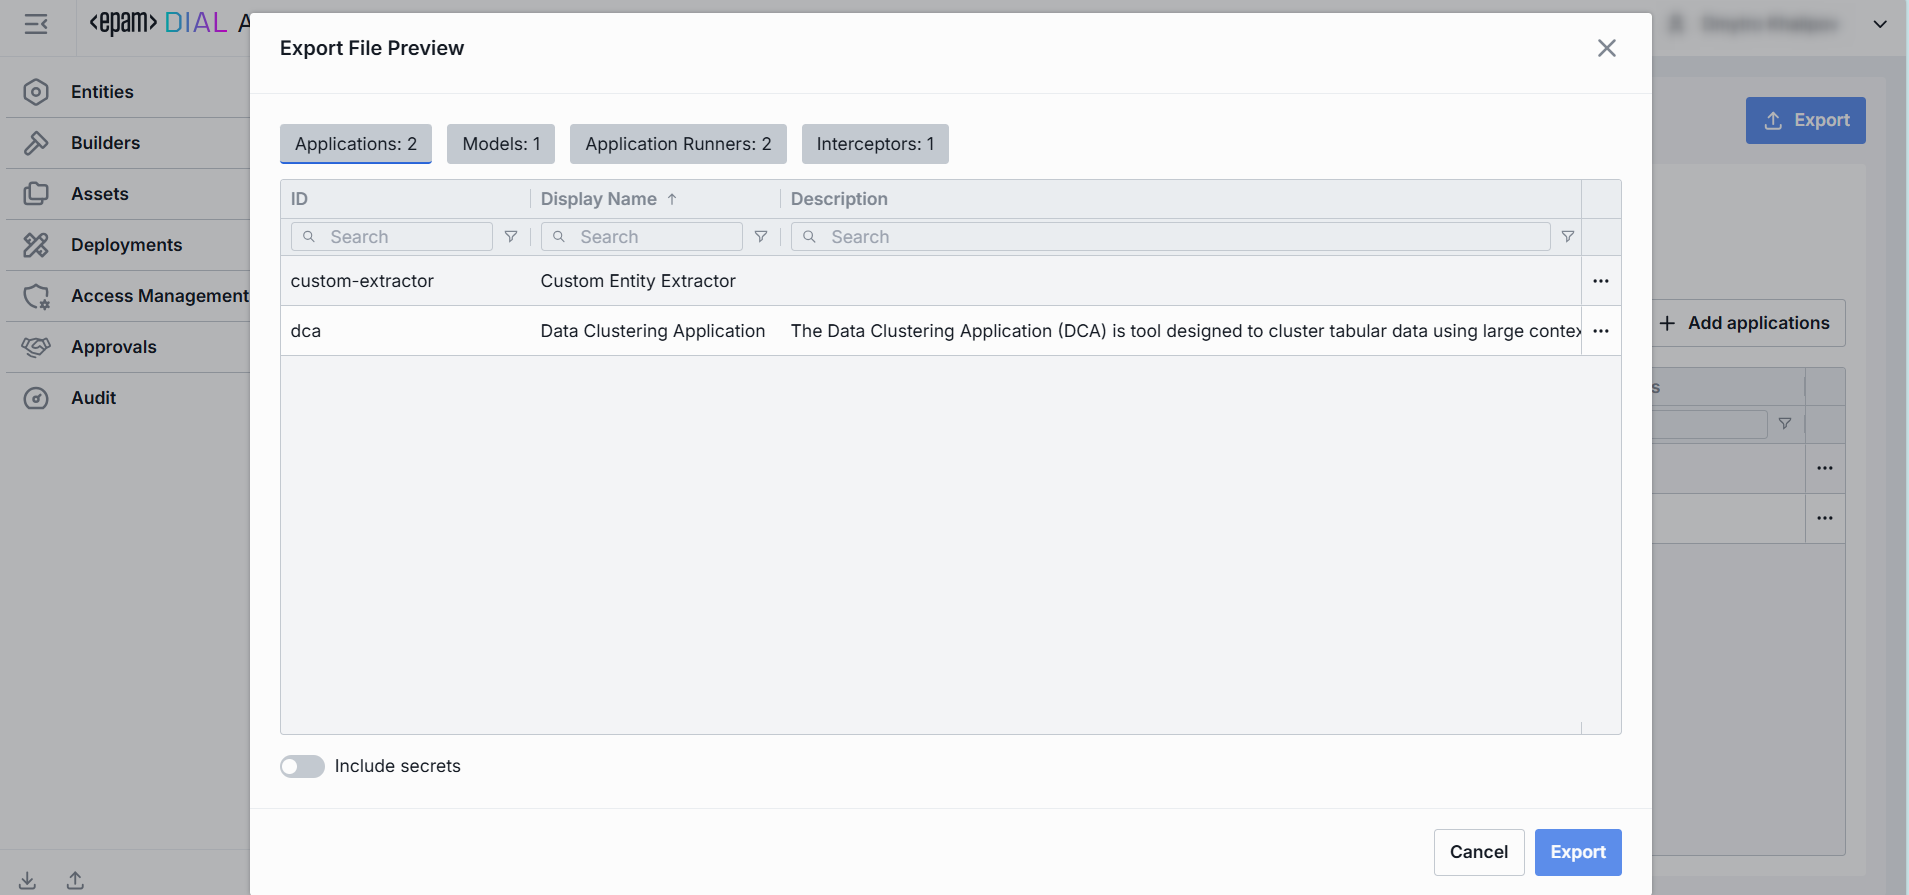 <epam> DIAL A
Export File Preview
Entities
Builders
Assets
Deployments
Access Management
Approvals
Audit
Export
Applications: 2
Models: 1
Application Runners: 2
Interceptors: 1
ID
Display Name ↑
Description
Search
Search
Search
custom-extractor
Custom Entity Extractor
...
dca
Data Clustering Application
The Data Clustering Application (DCA) is tool designed to cluster tabular data using large contex
...
+ Add applications
s
...
...
Include secrets
Cancel
Export